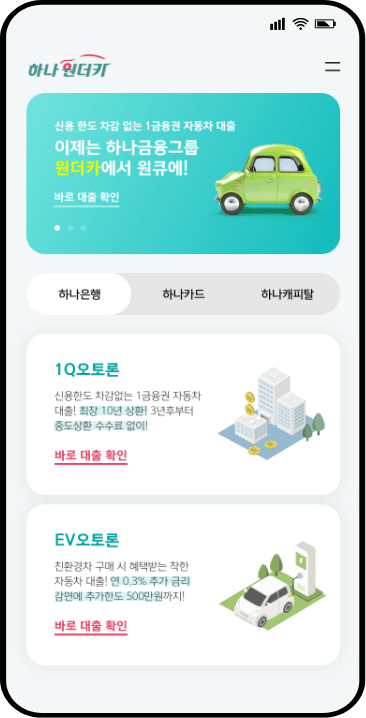 하나 원더카
신용 한도 차감 없는 1금융권 자동차 대출
이제는 하나금융그룹
원더카에서 원큐에!
바로 대출 확인
하나은행 하나카드 하나캐피탈
1Q오토론
신용한도 차감없는 1금융권 자동차
대출! 최장 10년 상환! 3년후부터
중도상환 수수료 없이!
바로 대출 확인
EV오토론
친환경차 구매 시 혜택받는 착한
자동차 대출! 연 0.3% 추가 금리
감면에 추가한도 500만원까지!
바로 대출 확인